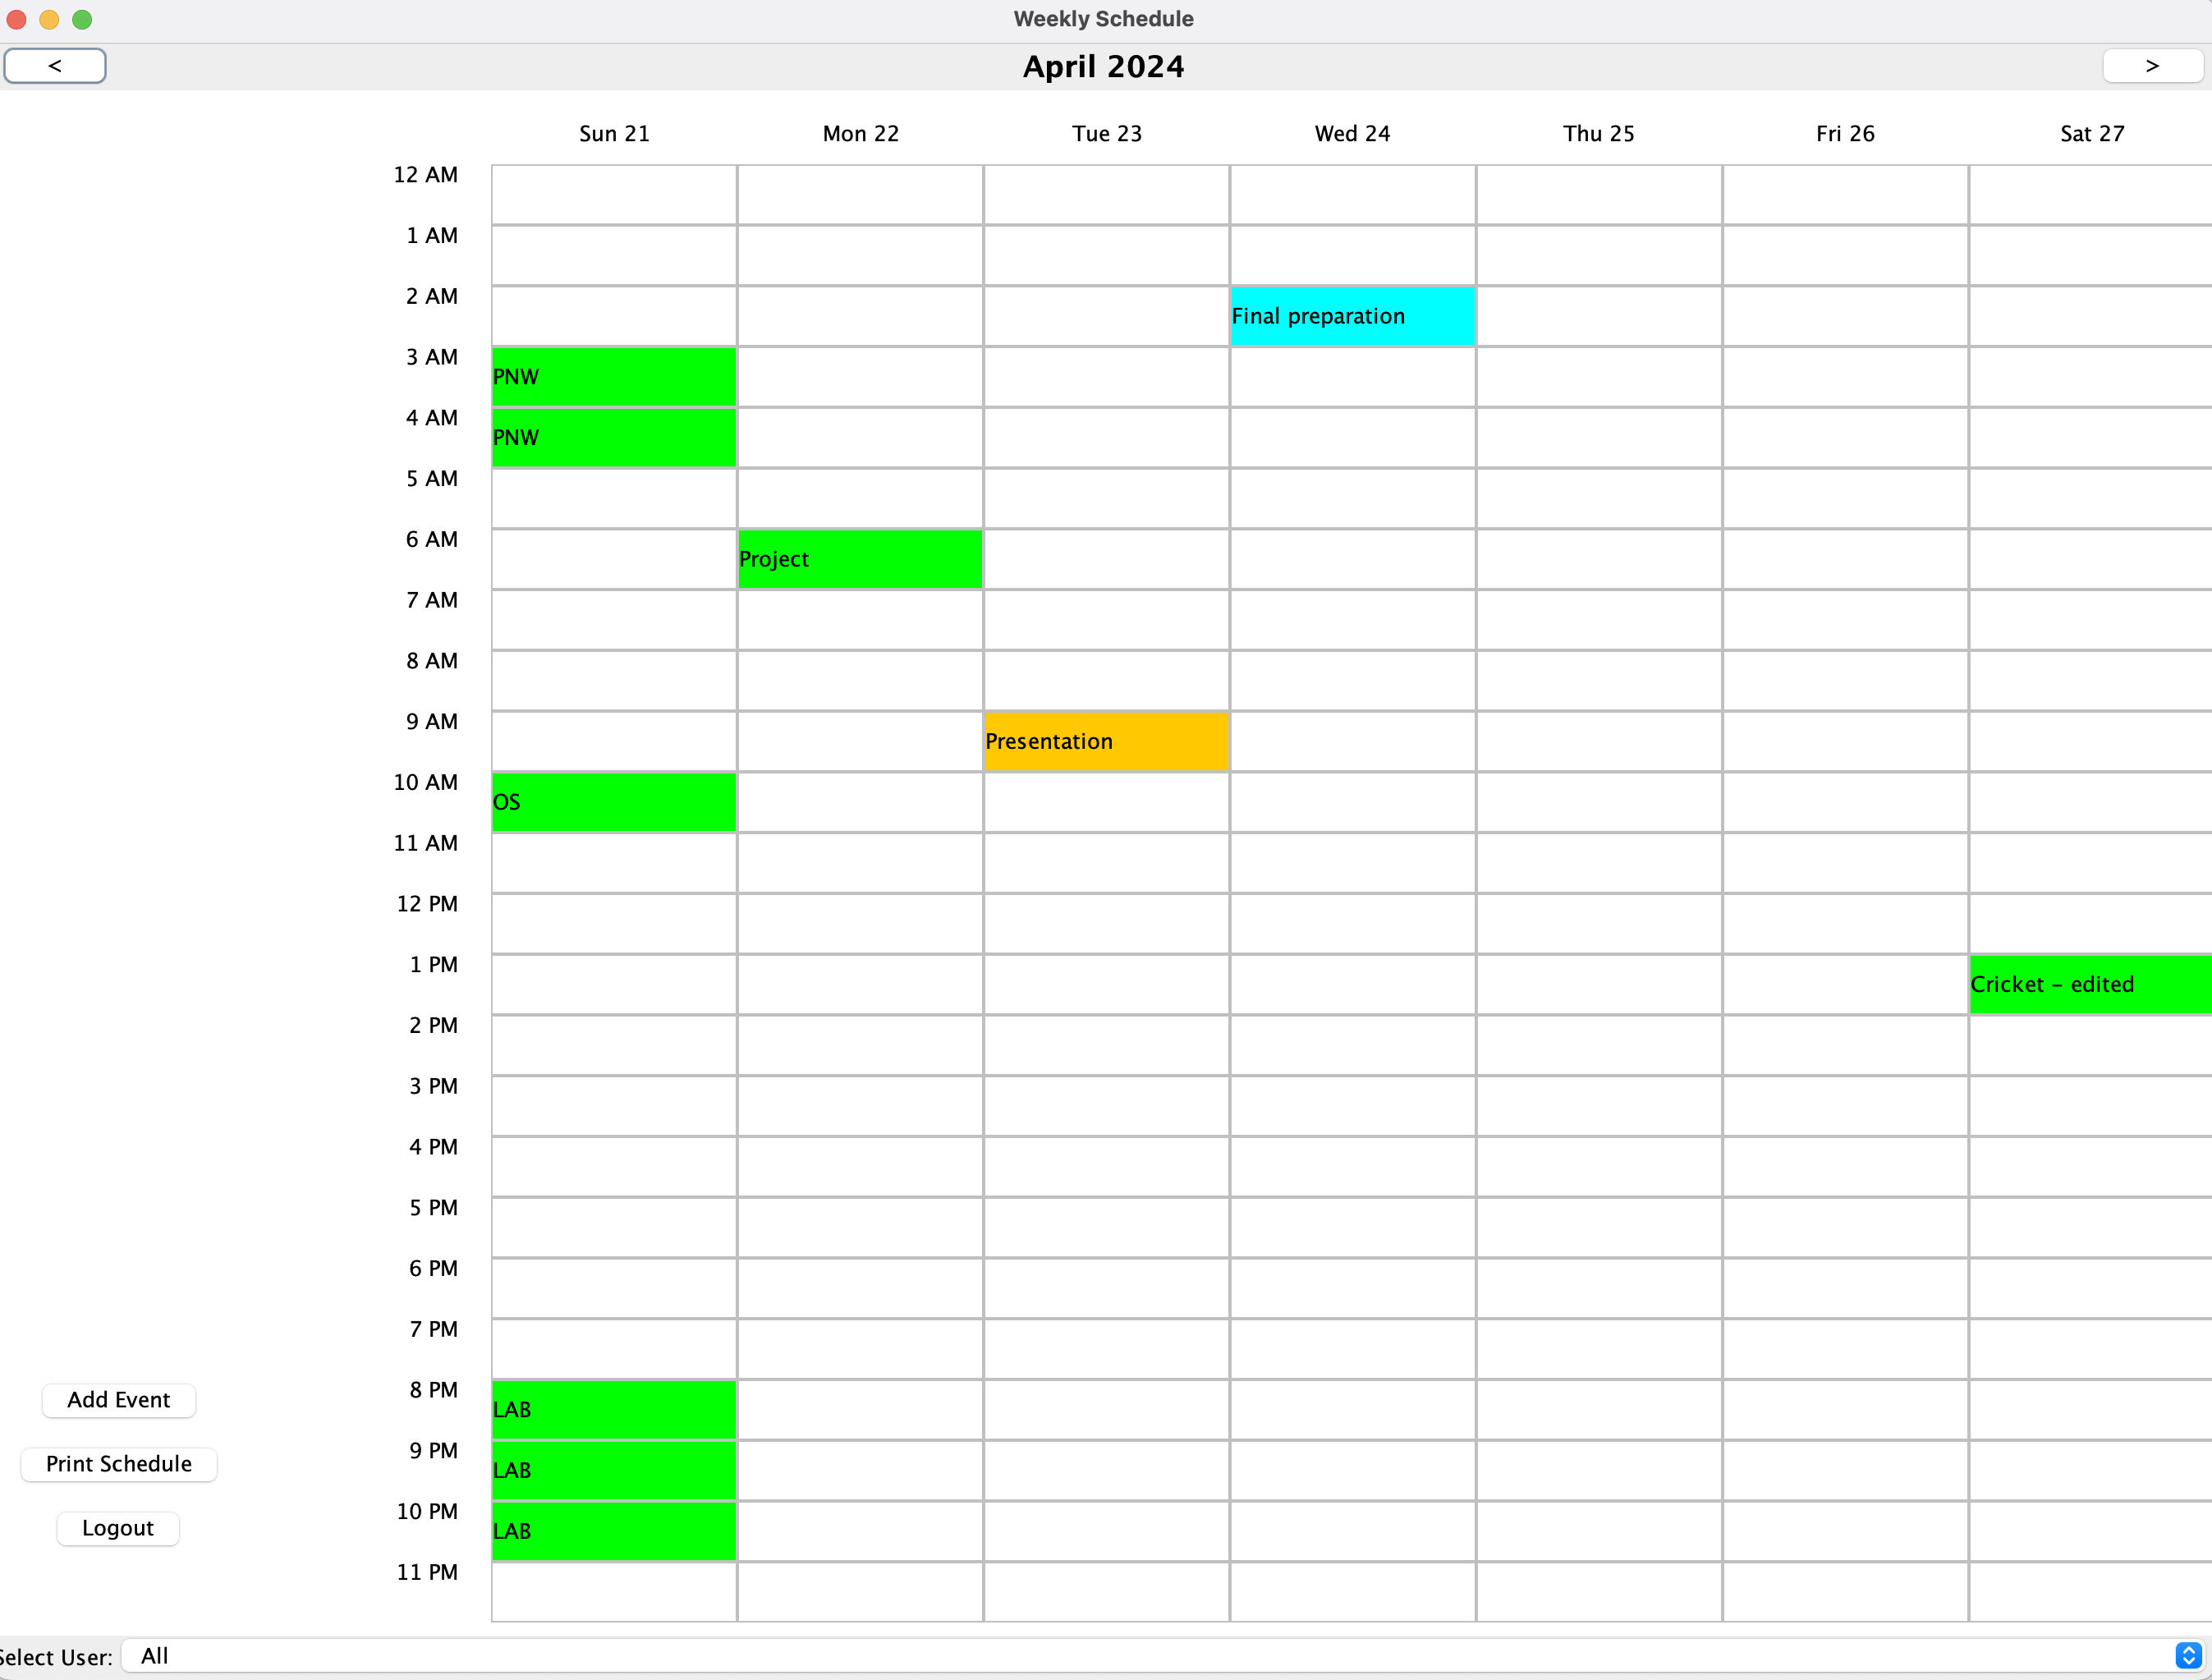 Weekly Schedule
< April 2024 >
Sun 21 Mon 22 Tue 23 Wed 24 Thu 25 Fri 26 Sat 27
12 AM
1 AM
2 AM Final preparation
3 AM PNW
4 AM PNW
5 AM
6 AM Project
7 AM
8 AM
9 AM Presentation
10 AM OS
11 AM
12 PM
1 PM Cricket - edited
2 PM
3 PM
4 PM
5 PM
6 PM
7 PM
8 PM LAB
Add Event
9 PM LAB
Print Schedule
10 PM LAB
Logout
11 PM
Select User: All